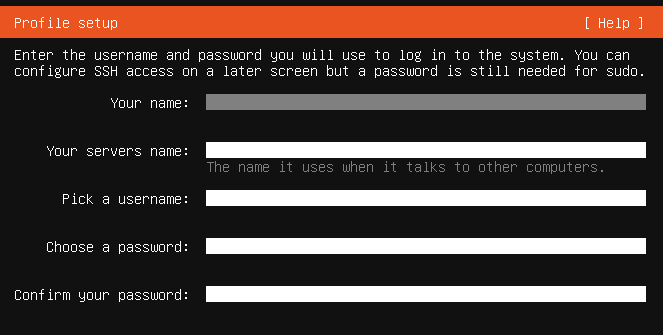 Profile setup [ Help ]
Enter the username and password you will use to log in to the system. You can
configure SSH access on a later screen but a password is still needed for sudo.
Your name:
Your servers name:
The name it uses when it talks to other computers.
Pick a username:
Choose a password:
Confirm your password: